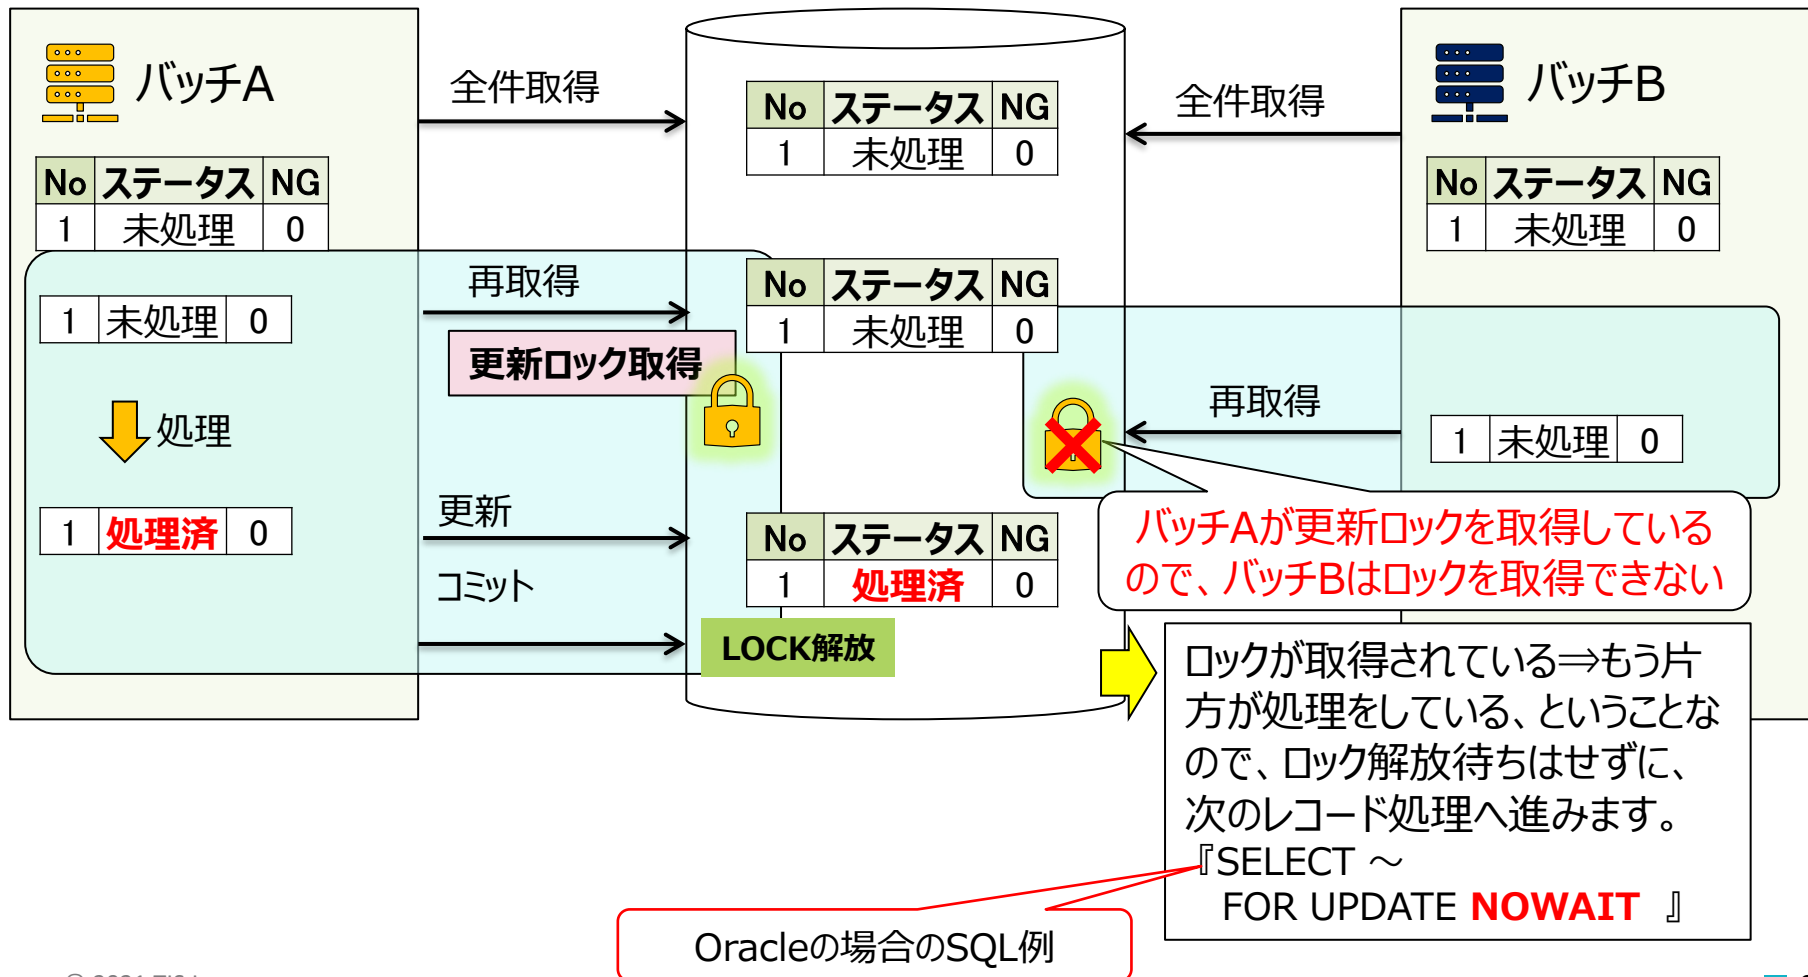 バッチA
全件取得
No ステータス NG
1 未処理 0
全件取得
バッチB
No ステータス NG
1 未処理 0
No ステータス NG
1 未処理 0
再取得
No ステータス NG
1 未処理 0
1 未処理 0
更新ロック取得
処理
再取得
1 未処理 0
更新
1 処理済 0
No ステータス NG
1 処理済 0
バッチAが更新ロックを取得している
ので、バッチBはロックを取得できない
コミット
LOCK解放
ロックが取得されている⇒もう片
方が処理をしている、ということな
ので、ロック解放待ちはせずに、
次のレコード処理へ進みます。
『SELECT ～
FOR UPDATE NOWAIT 』
Oracleの場合のSQL例